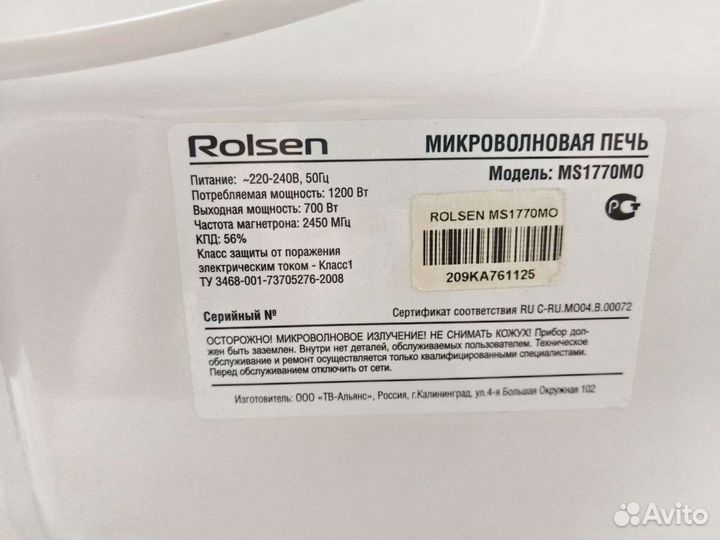 Rolsen
МИКРОВОЛНОВАЯ ПЕЧЬ
Модель: MS1770MO
Питание: ~220-240В, 50Гц
Потребляемая мощность: 1200 Вт
Выходная мощность: 700 Вт
Частота магнетрона: 2450 МГц
КПД: 56%
Класс защиты от поражения
электрическим током - Класс1
ТУ 3468-001-73705276-2008
ROLSEN MS1770MO
209KA761125
РСТ
Серийный №
Сертификат соответствия RU C-RU.МО04.В.00072
ОСТОРОЖНО! МИКРОВОЛНОВОЕ ИЗЛУЧЕНИЕ! НЕ СНИМАТЬ КОЖУХ! Прибор дол-
жен быть заземлен. Внутри нет деталей, обслуживаемых пользователем. Техническое
обслуживание и ремонт осуществляется только квалифицированными специалистами.
Перед обслуживанием отключить от сети.
Изготовитель: ООО «ТВ-Альянс», Россия, г.Калининград, ул.4-я Большая Окружная 102
Avito